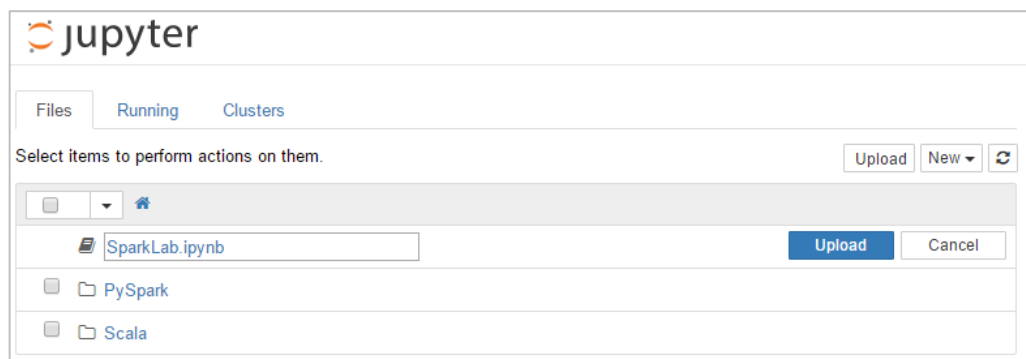 jupyter
Files Running Clusters
Select items to perform actions on them. Upload New
SparkLab.ipynb Upload Cancel
PySpark
Scala